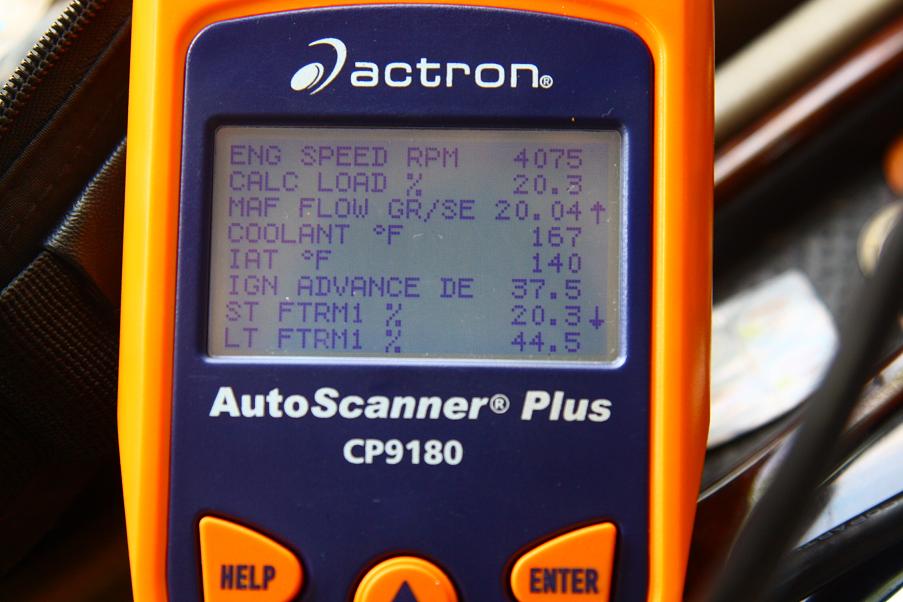 actron®
ENG SPEED RPM 4075
CALC LOAD % 20.3
MAF FLOW GR/SE 20.04↑
COOLANT °F 167
IAT °F 140
IGN ADVANCE DE 37.5
ST FTRM1 % 20.3↓
LT FTRM1 % 44.5
AutoScanner® Plus
CP9180
HELP
ENTER